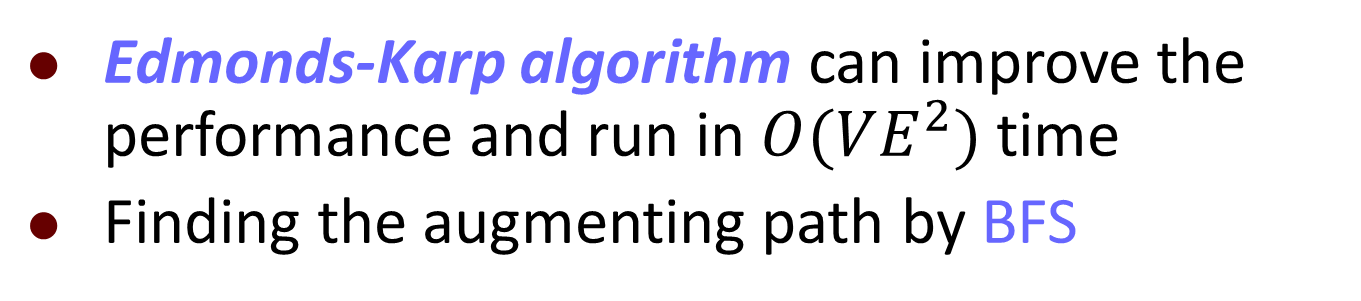 • Edmonds-Karp algorithm can improve the
performance and run in O(VE²) time
• Finding the augmenting path by BFS